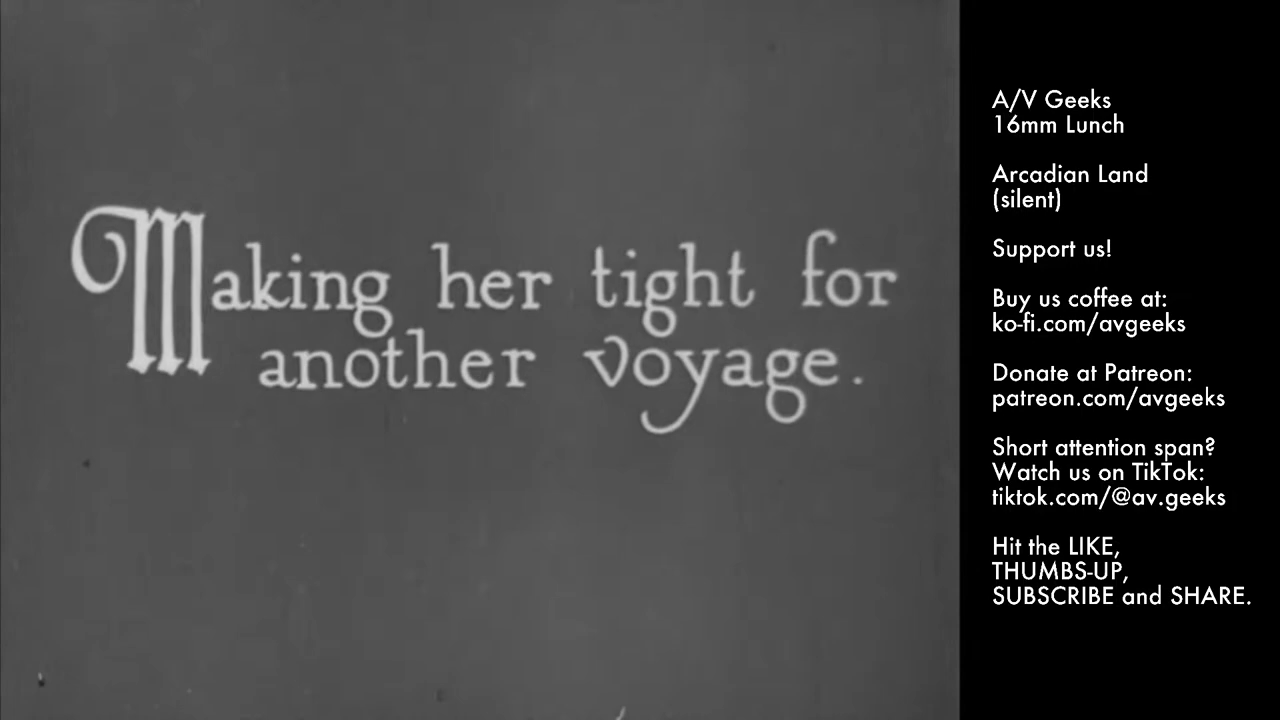 Making her tight for
another voyage.
A/V Geeks
16mm Lunch
Arcadian Land
(silent)
Support us!
Buy us coffee at:
ko-fi.com/avgeeks
Donate at Patreon:
patreon.com/avgeeks
Short attention span?
Watch us on TikTok:
tiktok.com/@av.geeks
Hit the LIKE,
THUMBS-UP,
SUBSCRIBE and SHARE.